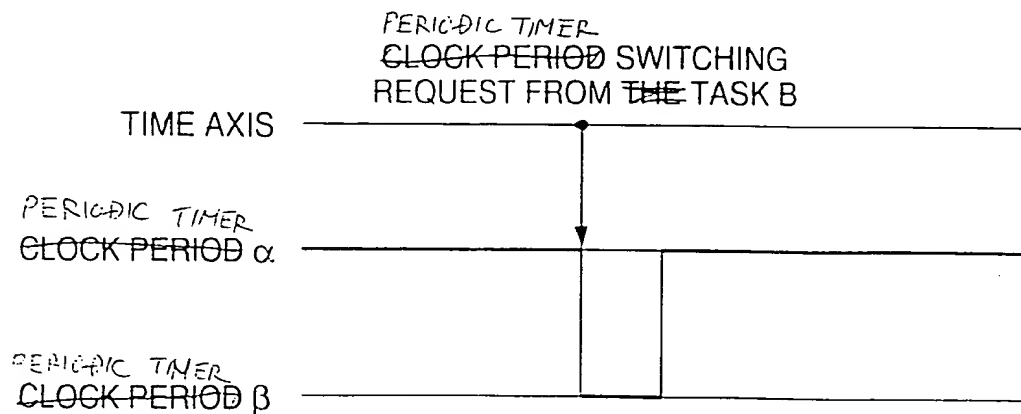 PERIODIC TIMER
CLOCK PERIOD SWITCHING
REQUEST FROM THE TASK B
TIME AXIS
PERIODIC TIMER
CLOCK PERIOD α
PERIODIC TIMER
CLOCK PERIOD β